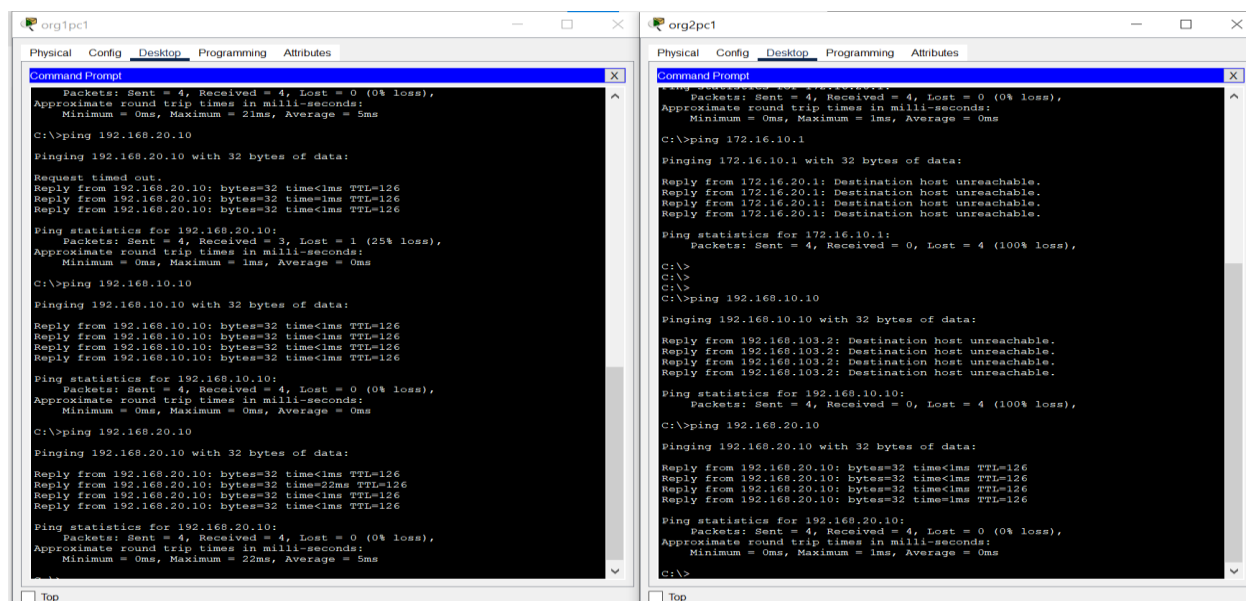 org1pc1
Physical Config Desktop Programming Attributes
Command Prompt X
Packets: Sent = 4, Received = 4, Lost = 0 (0% loss),
Approximate round trip times in milli-seconds:
Minimum = 0ms, Maximum = 21ms, Average = 5ms
C:\>ping 192.168.20.10
Pinging 192.168.20.10 with 32 bytes of data:
Request timed out.
Reply from 192.168.20.10: bytes=32 time<1ms TTL=126
Reply from 192.168.20.10: bytes=32 time=1ms TTL=126
Reply from 192.168.20.10: bytes=32 time<1ms TTL=126
Ping statistics for 192.168.20.10:
Packets: Sent = 4, Received = 3, Lost = 1 (25% loss),
Approximate round trip times in milli-seconds:
Minimum = 0ms, Maximum = 1ms, Average = 0ms
C:\>ping 192.168.10.10
Pinging 192.168.10.10 with 32 bytes of data:
Reply from 192.168.10.10: bytes=32 time<1ms TTL=126
Reply from 192.168.10.10: bytes=32 time<1ms TTL=126
Reply from 192.168.10.10: bytes=32 time<1ms TTL=126
Reply from 192.168.10.10: bytes=32 time<1ms TTL=126
Ping statistics for 192.168.10.10:
Packets: Sent = 4, Received = 4, Lost = 0 (0% loss),
Approximate round trip times in milli-seconds:
Minimum = 0ms, Maximum = 0ms, Average = 0ms
C:\>ping 192.168.20.10
Pinging 192.168.20.10 with 32 bytes of data:
Reply from 192.168.20.10: bytes=32 time<1ms TTL=126
Reply from 192.168.20.10: bytes=32 time=22ms TTL=126
Reply from 192.168.20.10: bytes=32 time<1ms TTL=126
Reply from 192.168.20.10: bytes=32 time<1ms TTL=126
Ping statistics for 192.168.20.10:
Packets: Sent = 4, Received = 4, Lost = 0 (0% loss),
Approximate round trip times in milli-seconds:
Minimum = 0ms, Maximum = 22ms, Average = 5ms
Top
org2pc1
Physical Config Desktop Programming Attributes
Command Prompt X
Ping statistics for 172.16.20.1:
Packets: Sent = 4, Received = 4, Lost = 0 (0% loss),
Approximate round trip times in milli-seconds:
Minimum = 0ms, Maximum = 1ms, Average = 0ms
C:\>ping 172.16.10.1
Pinging 172.16.10.1 with 32 bytes of data:
Reply from 172.16.20.1: Destination host unreachable.
Reply from 172.16.20.1: Destination host unreachable.
Reply from 172.16.20.1: Destination host unreachable.
Reply from 172.16.20.1: Destination host unreachable.
Ping statistics for 172.16.10.1:
Packets: Sent = 4, Received = 0, Lost = 4 (100% loss),
C:\>
C:\>
C:\>
C:\>ping 192.168.10.10
Pinging 192.168.10.10 with 32 bytes of data:
Reply from 192.168.103.2: Destination host unreachable.
Reply from 192.168.103.2: Destination host unreachable.
Reply from 192.168.103.2: Destination host unreachable.
Reply from 192.168.103.2: Destination host unreachable.
Ping statistics for 192.168.10.10:
Packets: Sent = 4, Received = 0, Lost = 4 (100% loss),
C:\>ping 192.168.20.10
Pinging 192.168.20.10 with 32 bytes of data:
Reply from 192.168.20.10: bytes=32 time<1ms TTL=126
Reply from 192.168.20.10: bytes=32 time<1ms TTL=126
Reply from 192.168.20.10: bytes=32 time<1ms TTL=126
Reply from 192.168.20.10: bytes=32 time=1ms TTL=126
Ping statistics for 192.168.20.10:
Packets: Sent = 4, Received = 4, Lost = 0 (0% loss),
Approximate round trip times in milli-seconds:
Minimum = 0ms, Maximum = 1ms, Average = 0ms
C:\>
Top